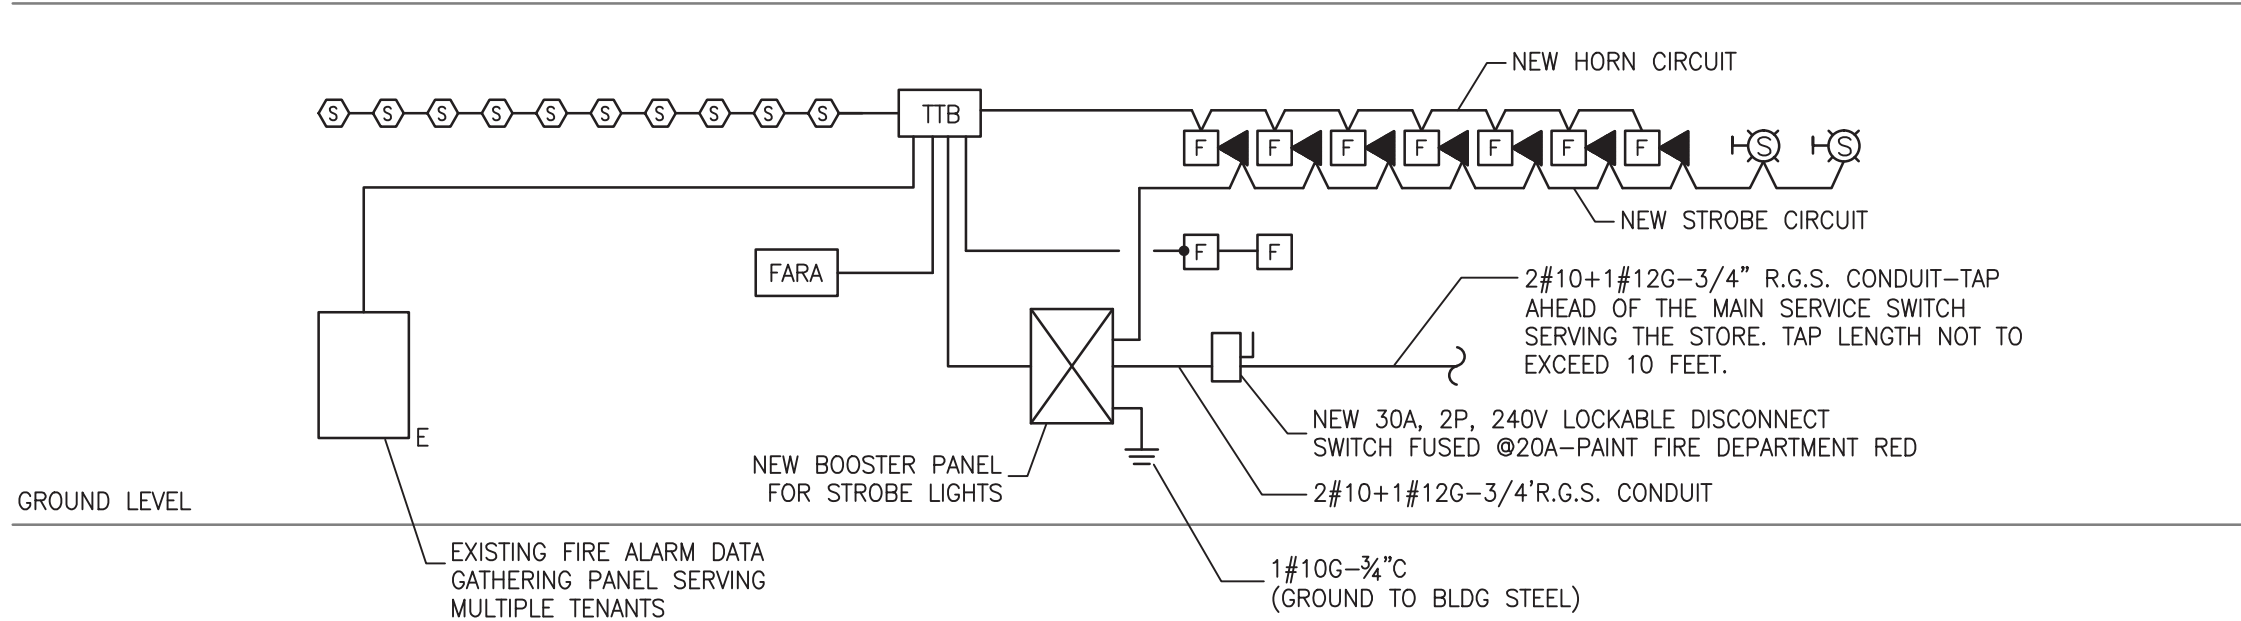 NEW HORN CIRCUIT
S S S S S S S S S S TTB
F F F F F F F S S
NEW STROBE CIRCUIT
FARA F F
2#10+1#12G-3/4" R.G.S. CONDUIT-TAP
AHEAD OF THE MAIN SERVICE SWITCH
SERVING THE STORE. TAP LENGTH NOT TO
EXCEED 10 FEET.
NEW 30A, 2P, 240V LOCKABLE DISCONNECT
SWITCH FUSED @20A-PAINT FIRE DEPARTMENT RED
E
NEW BOOSTER PANEL
FOR STROBE LIGHTS
2#10+1#12G-3/4'R.G.S. CONDUIT
GROUND LEVEL
EXISTING FIRE ALARM DATA
GATHERING PANEL SERVING
MULTIPLE TENANTS
1#10G-¾"C
(GROUND TO BLDG STEEL)